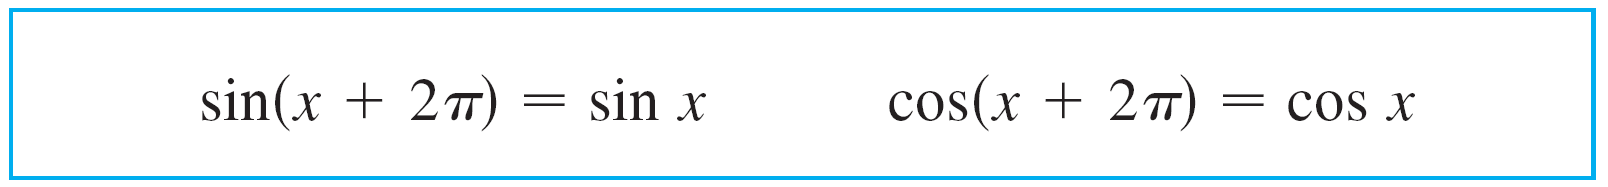 sin(x + 2π) = sin x cos(x + 2π) = cos x